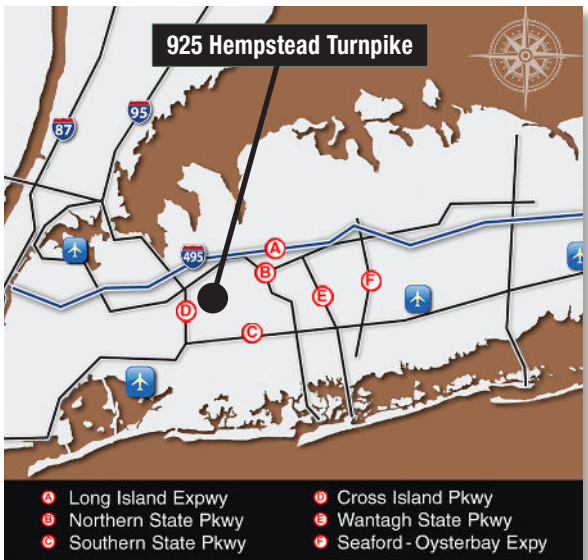 925 Hempstead Turnpike
95
87
495
A
B
F
E
D
C
A Long Island Expwy
B Northern State Pkwy
C Southern State Pkwy
D Cross Island Pkwy
E Wantagh State Pkwy
F Seaford - Oysterbay Expy